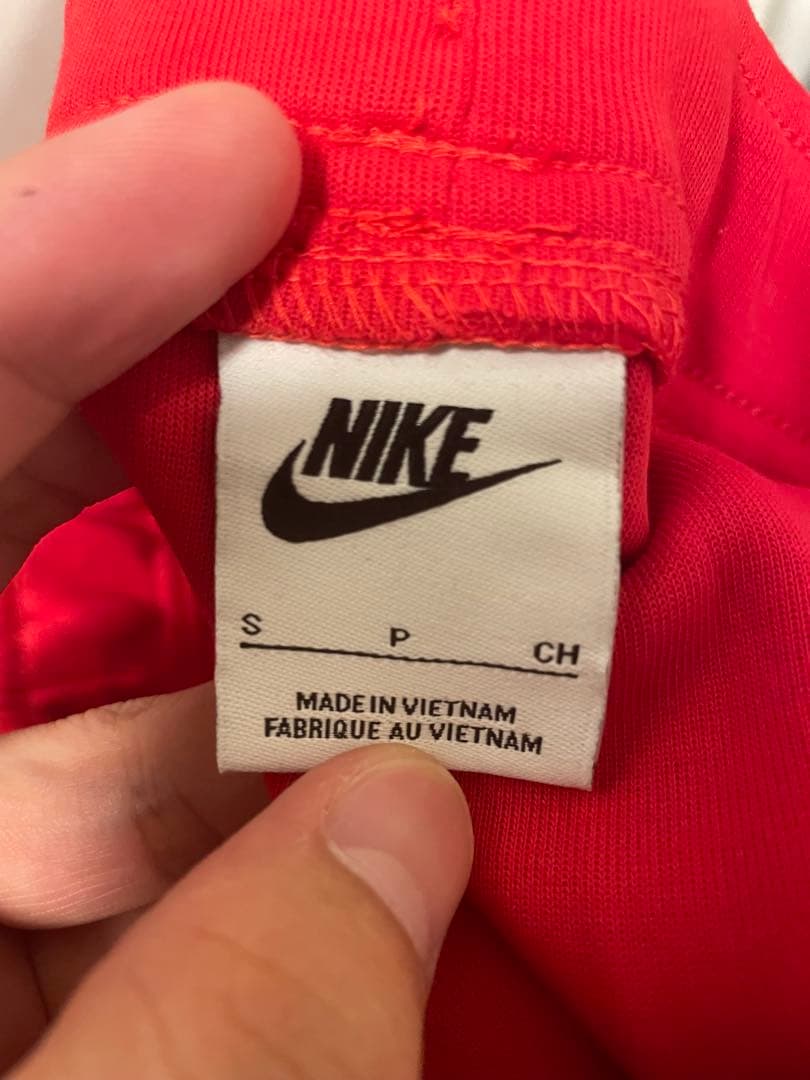 NIKE
S P CH
MADE IN VIETNAM
FABRIQUE AU VIETNAM